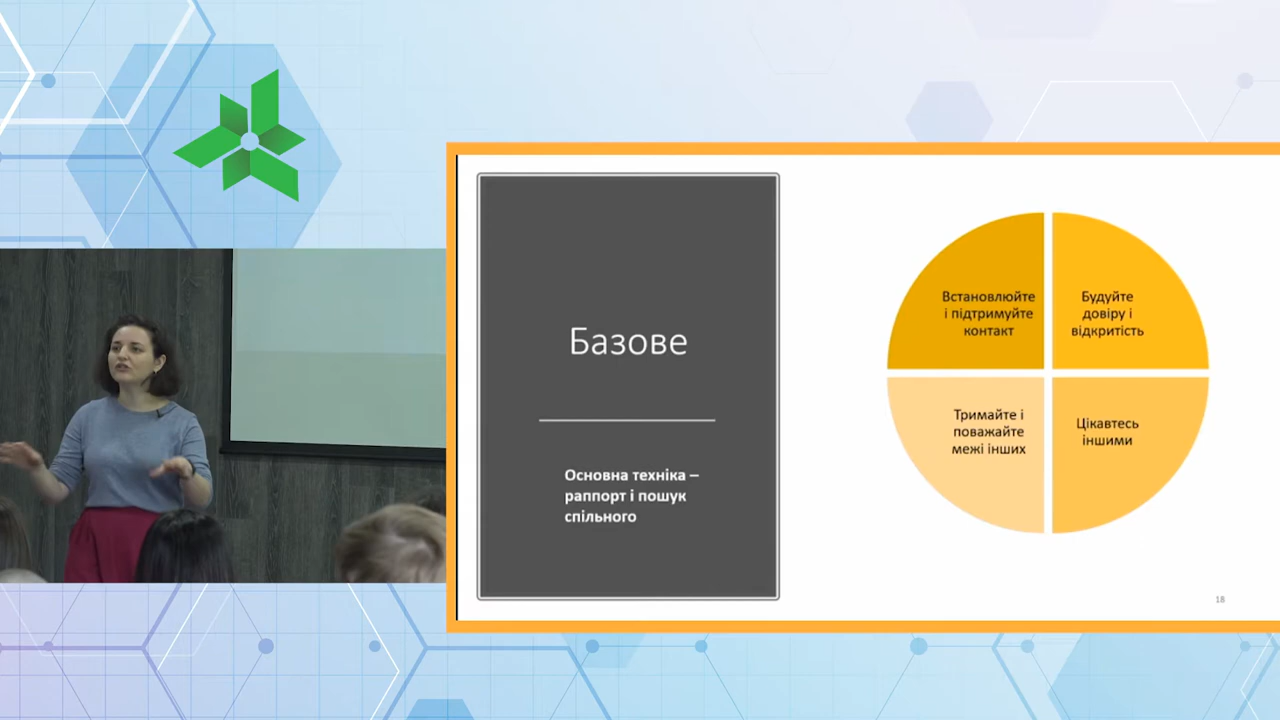 Базове
Основна техніка –
раппорт і пошук
спільного
Встановлюйте
і підтримуйте
контакт
Будуйте
довіру і
відкритість
Тримайте і
поважайте
межі інших
Цікавтесь
іншими
18